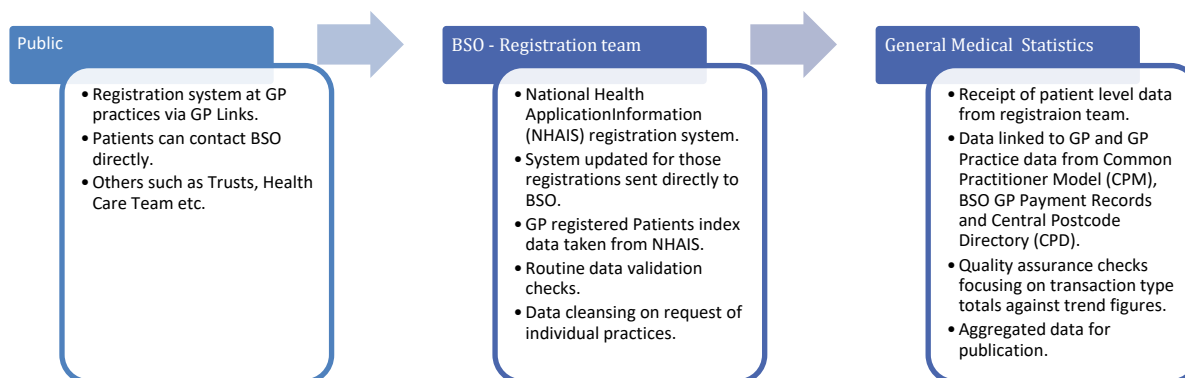 Public
• Registration system at GP
practices via GP Links.
• Patients can contact BSO
directly.
• Others such as Trusts, Health
Care Team etc.
BSO - Registration team
• National Health
ApplicationInformation
(NHAIS) registration system.
• System updated for those
registrations sent directly to
BSO.
• GP registered Patients index
data taken from NHAIS.
• Routine data validation
checks.
• Data cleansing on request of
individual practices.
General Medical Statistics
• Receipt of patient level data
from registraion team.
• Data linked to GP and GP
Practice data from Common
Practitioner Model (CPM),
BSO GP Payment Records
and Central Postcode
Directory (CPD).
• Quality assurance checks
focusing on transaction type
totals against trend figures.
• Aggregated data for
publication.